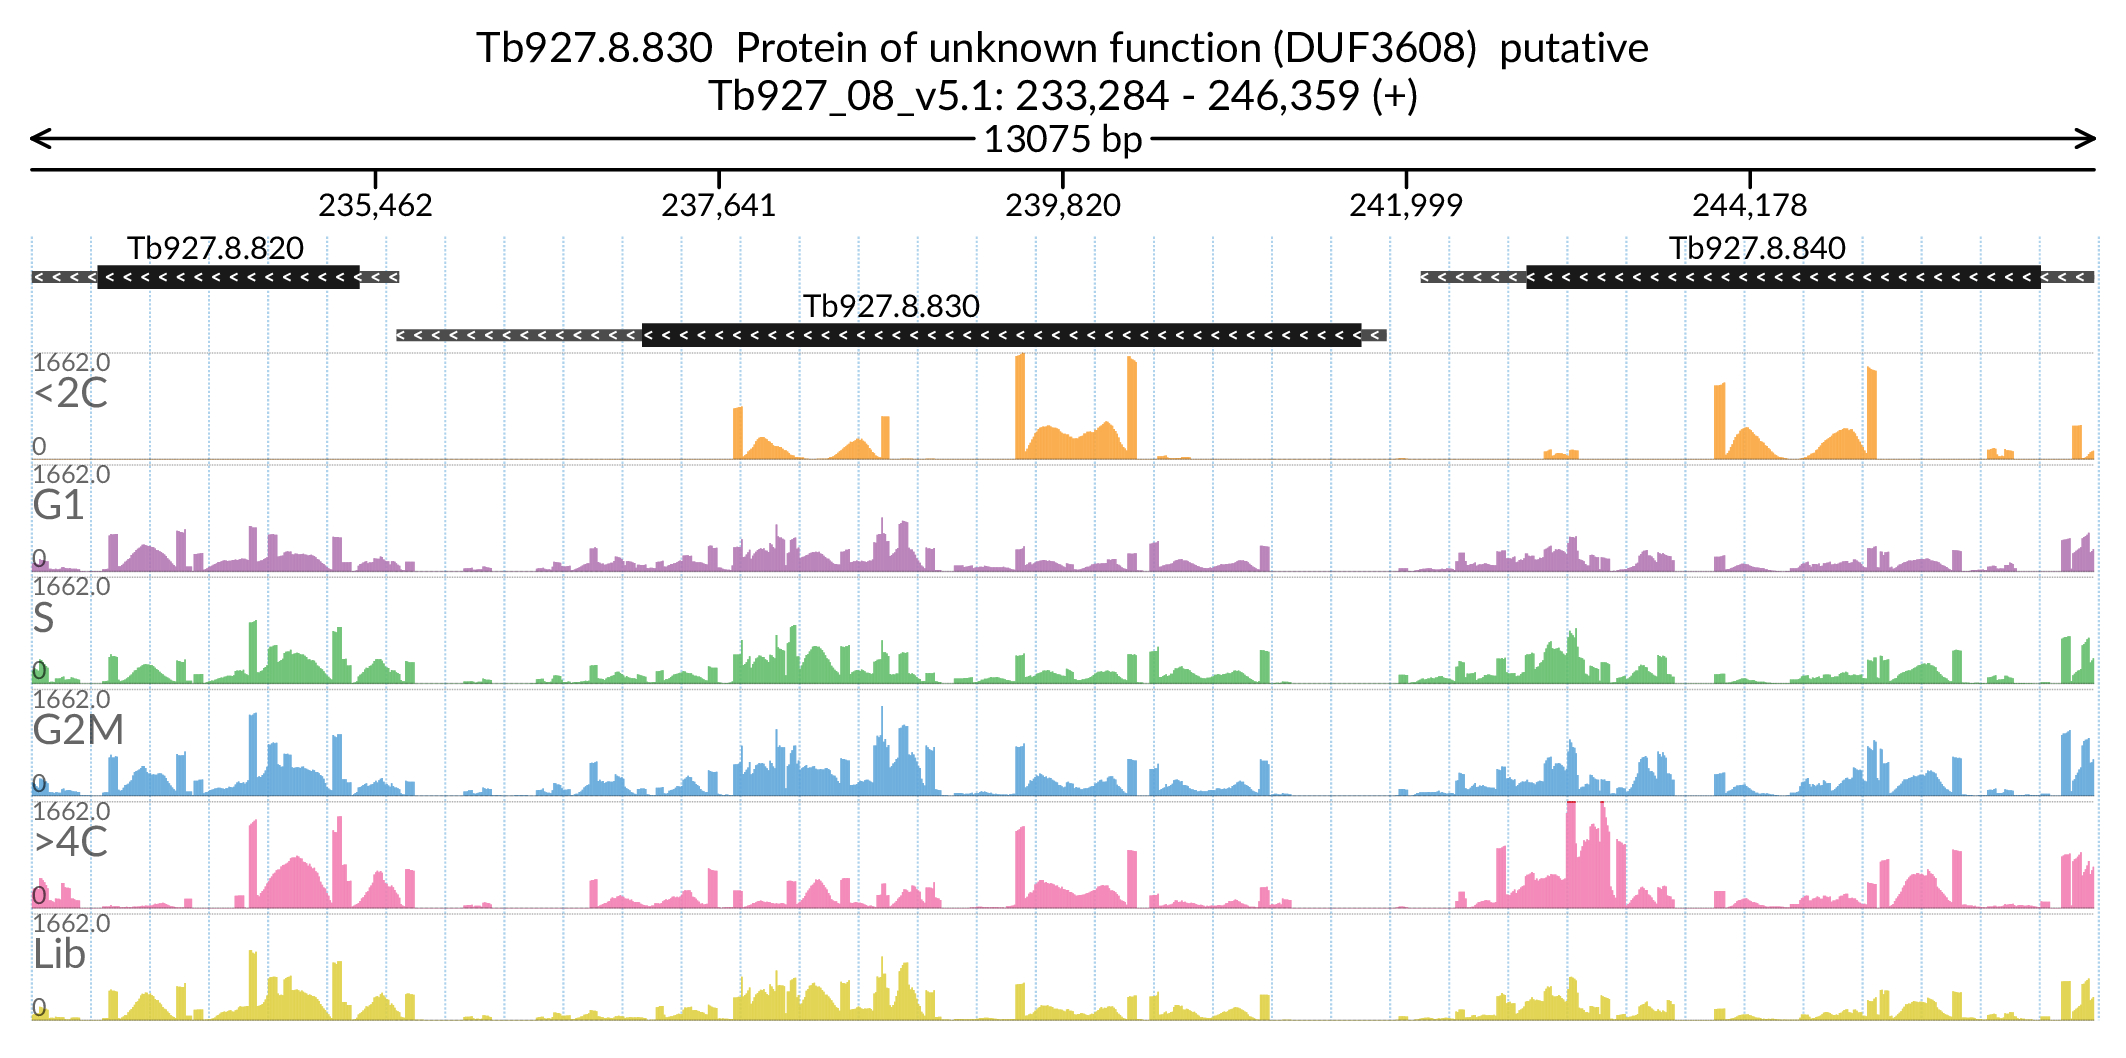 Tb927.8.830  Protein of unknown function (DUF3608)  putative
Tb927_08_v5.1: 233,284 - 246,359 (+)
13075 bp
235,462 237,641 239,820 241,999 244,178
Tb927.8.820 Tb927.8.840
Tb927.8.830
1662.0
<2C
0
1662.0
G1
0
1662.0
S
0
1662.0
G2M
0
1662.0
>4C
0
1662.0
Lib
0